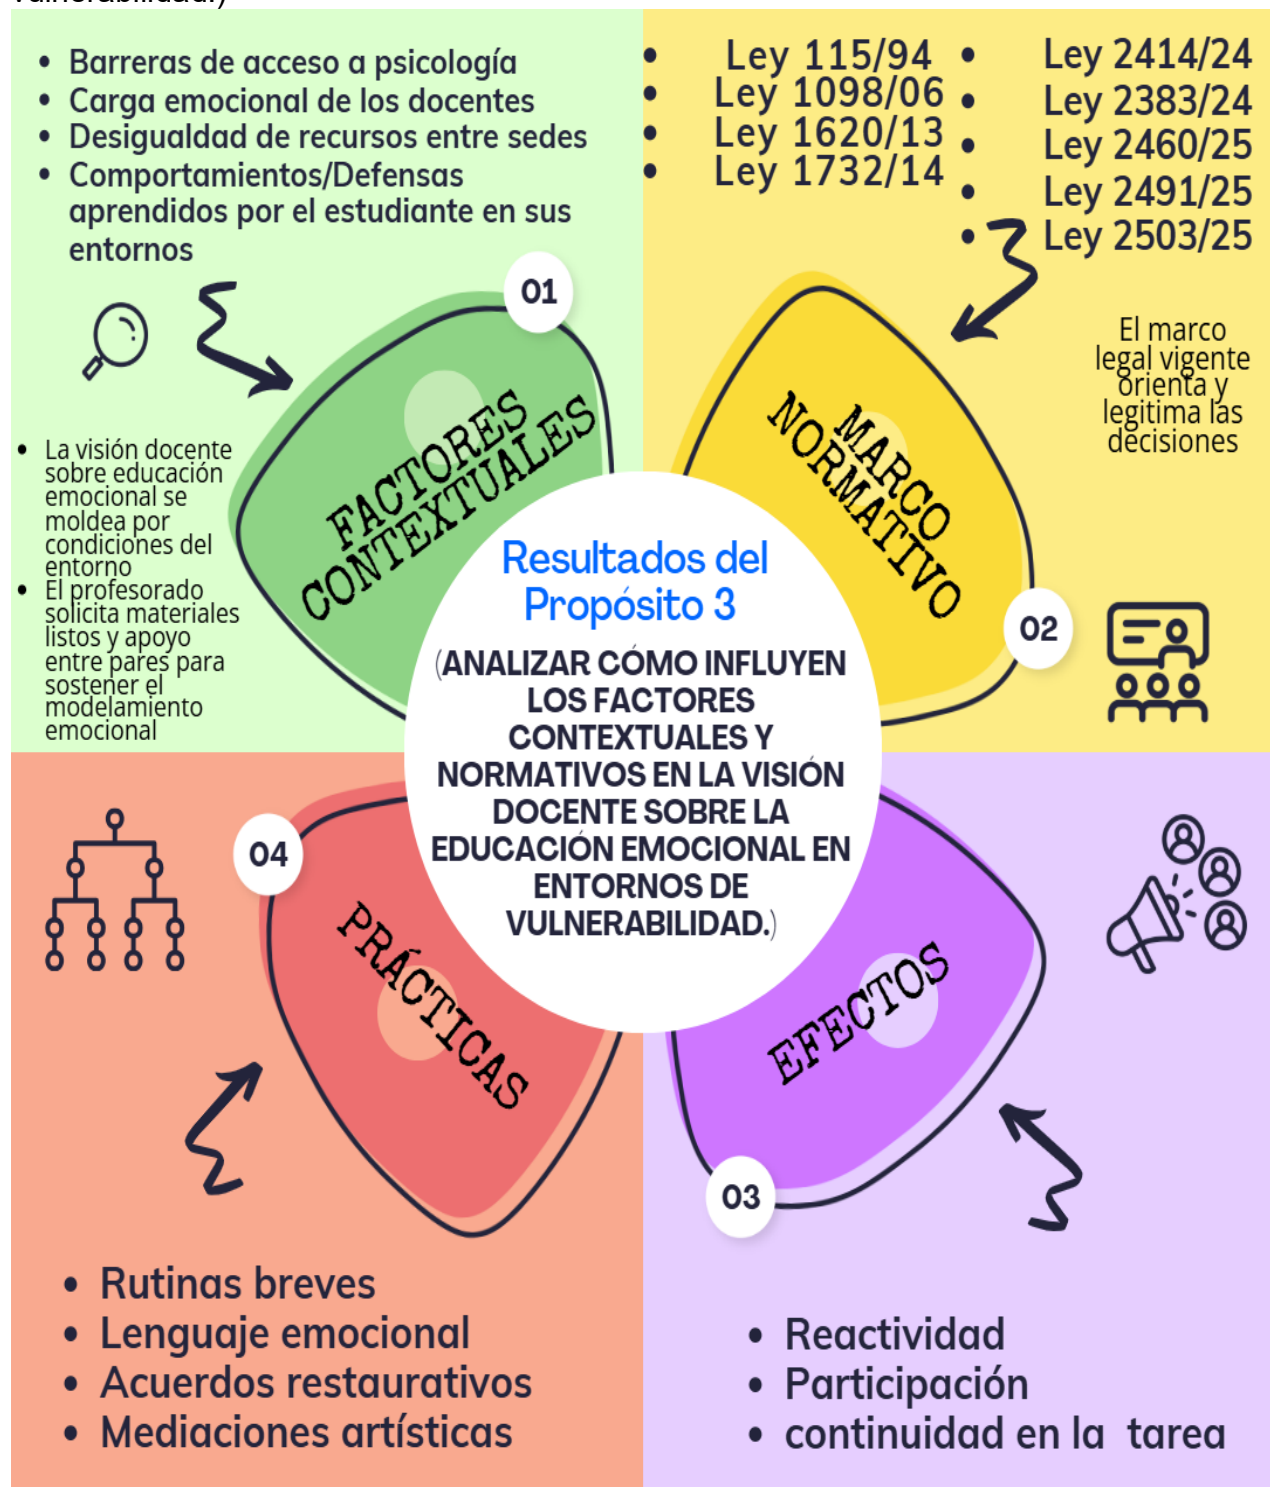 vulnerabilidad.)
• Barreras de acceso a psicología
• Carga emocional de los docentes
• Desigualdad de recursos entre sedes
• Comportamientos/Defensas
aprendidos por el estudiante en sus
entornos
• Ley 115/94
• Ley 1098/06
• Ley 1620/13
• Ley 1732/14
• Ley 2414/24
• Ley 2383/24
• Ley 2460/25
• Ley 2491/25
• Ley 2503/25
01
FACTORES
CONTEXTUALES
• La visión docente
sobre educación
emocional se
moldea por
condiciones del
entorno
• El profesorado
solicita materiales
listos y apoyo
entre pares para
sostener el
modelamiento
emocional
MARCO
NORMATIVO
02
El marco
legal vigente
orienta y
legitima las
decisiones
Resultados del
Propósito 3
(ANALIZAR CÓMO INFLUYEN
LOS FACTORES
CONTEXTUALES Y
NORMATIVOS EN LA VISIÓN
DOCENTE SOBRE LA
EDUCACIÓN EMOCIONAL EN
ENTORNOS DE
VULNERABILIDAD.)
04
PRÁCTICAS
• Rutinas breves
• Lenguaje emocional
• Acuerdos restaurativos
• Mediaciones artísticas
EFECTOS
03
• Reactividad
• Participación
• continuidad en la tarea